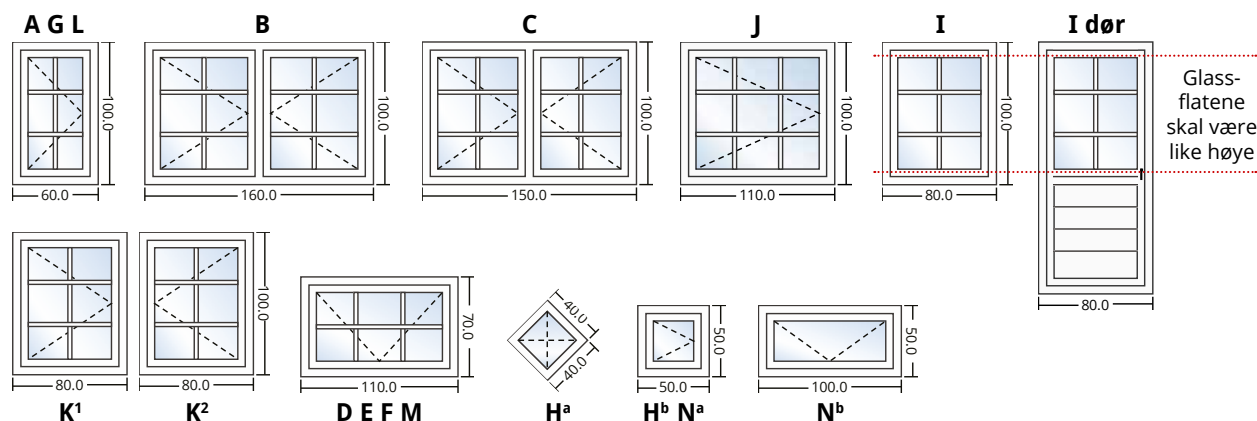 A G L
B
C
J
I
I dør
100.0
60.0
100.0
160.0
100.0
150.0
100.0
110.0
100.0
80.0
80.0
Glass-
flatene
skal være
like høye
80.0
K¹
100.0
80.0
K²
70.0
110.0
D E F M
40.0
40.0
Hᵃ
50.0
50.0
Hᵇ Nᵃ
50.0
100.0
Nᵇ